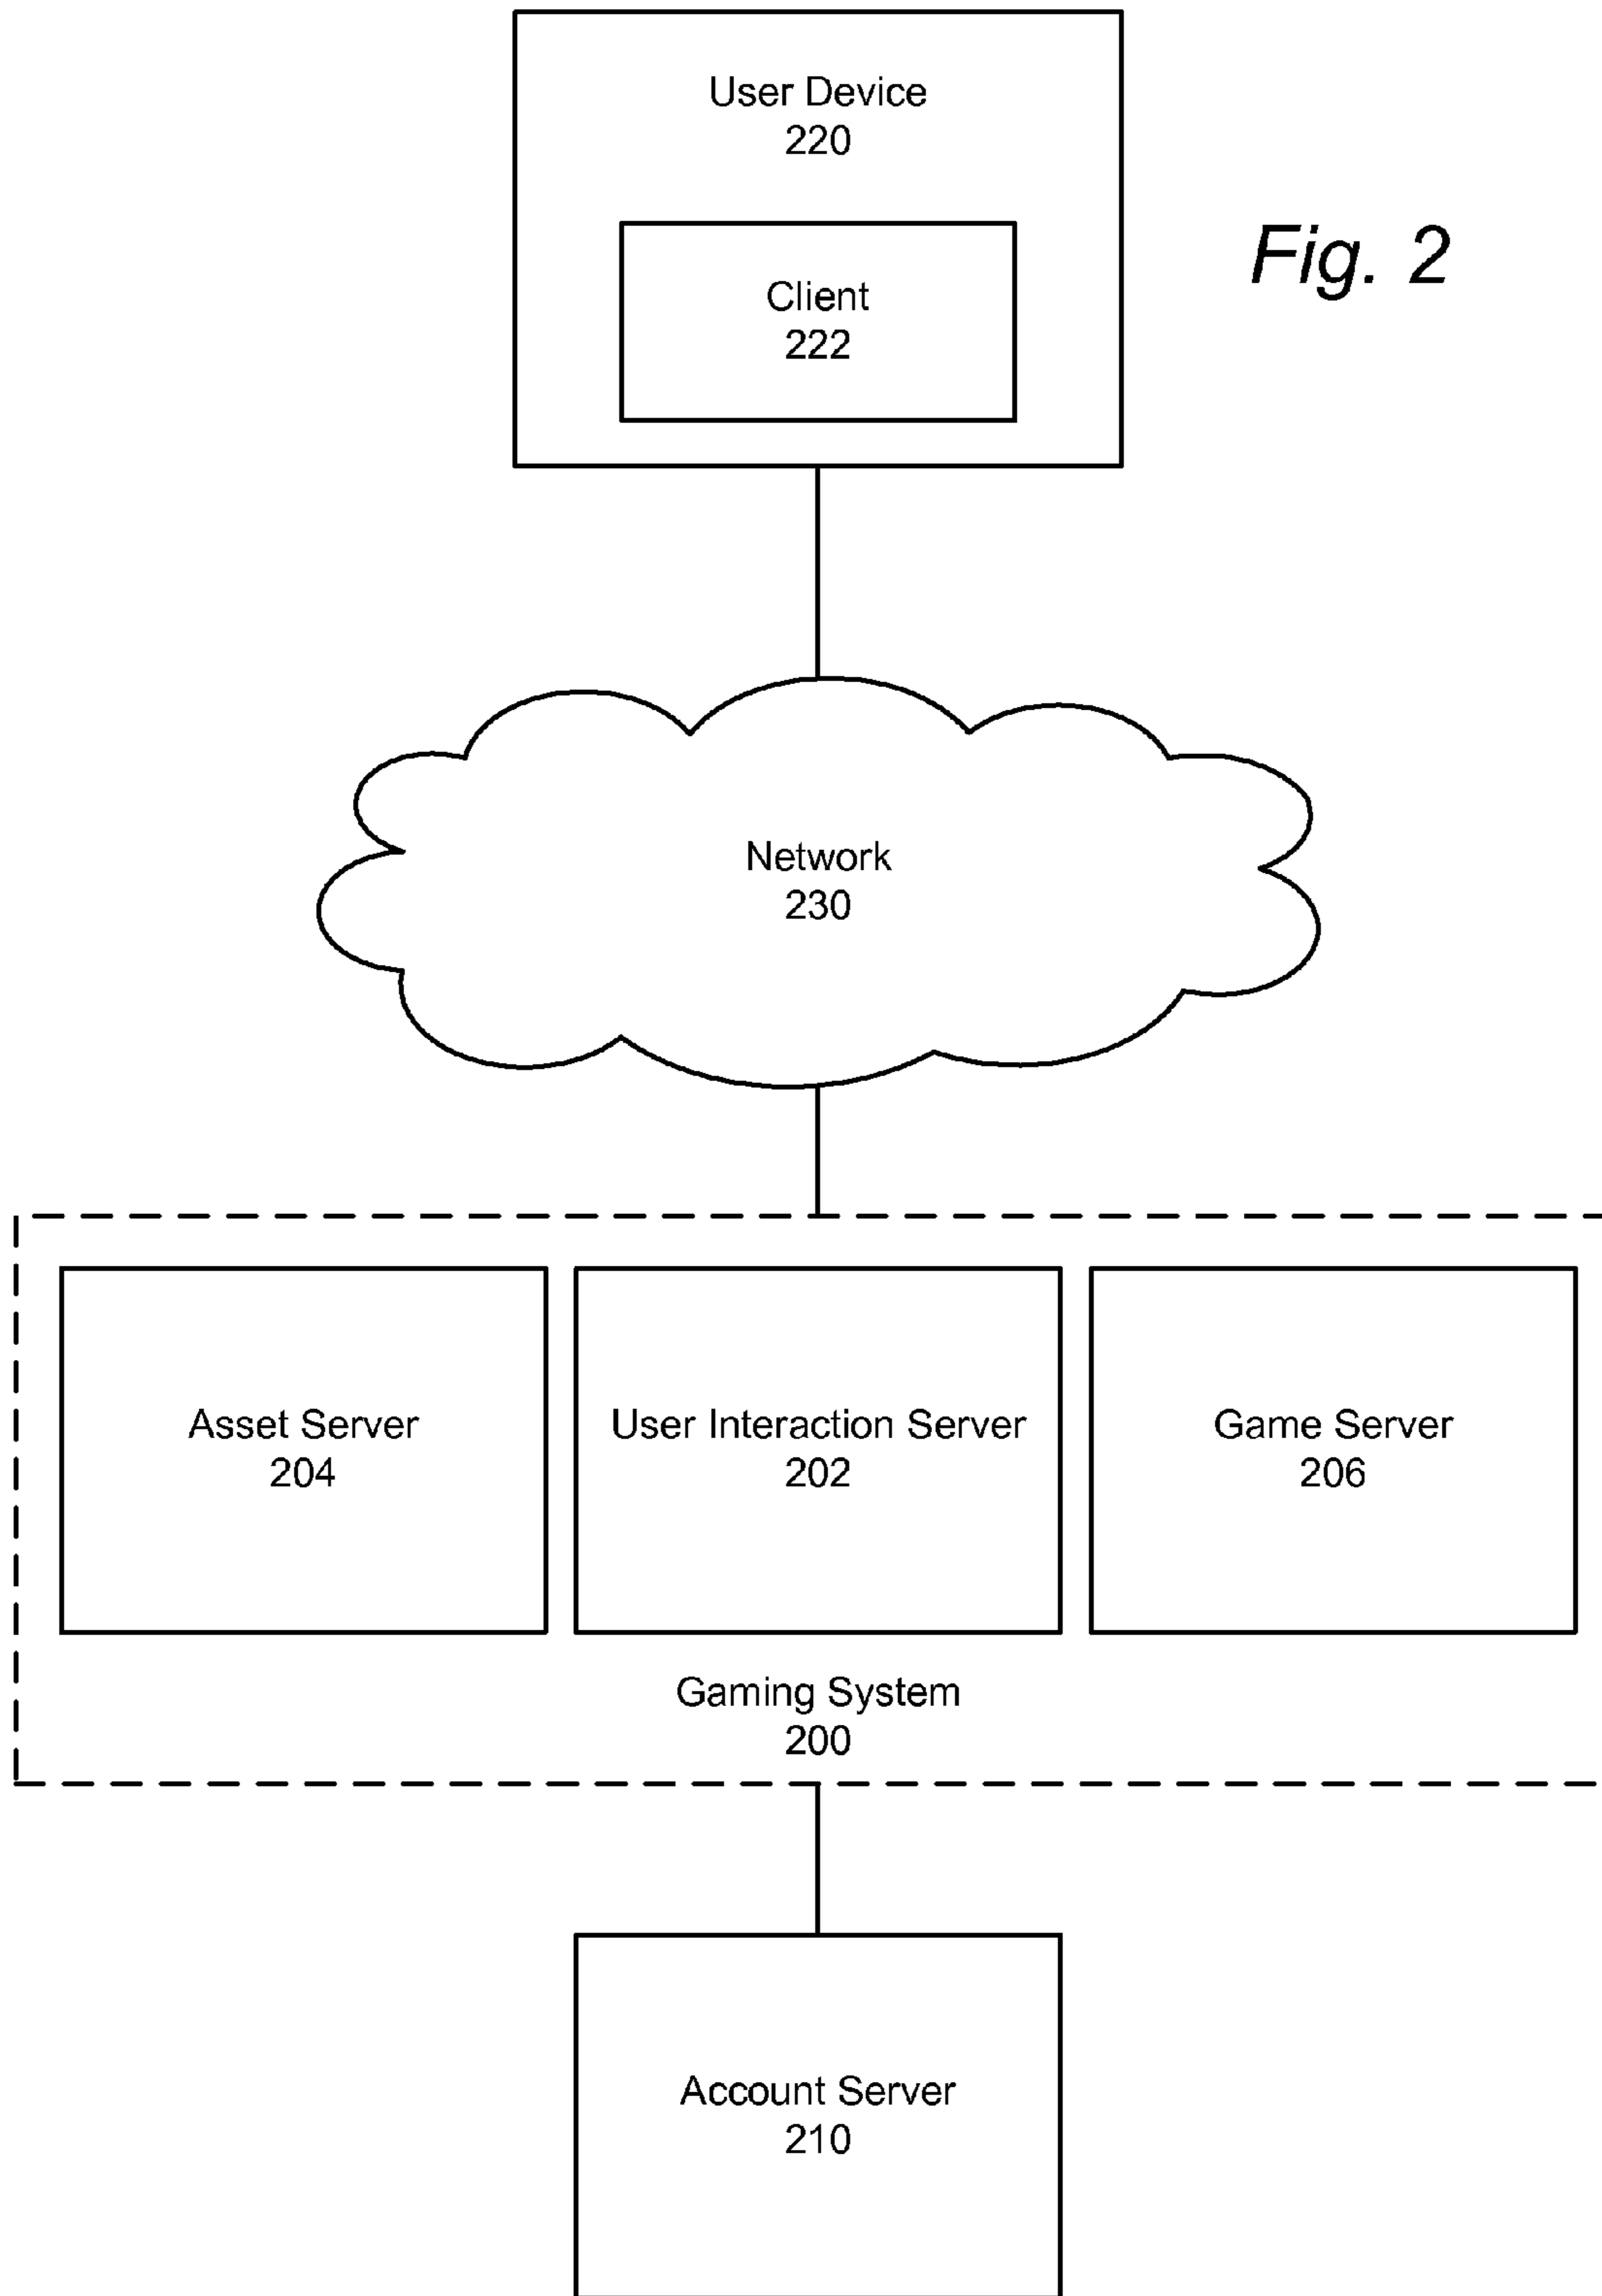 User Device
220
Fig. 2
Client
222
Network
230
Asset Server
204
User Interaction Server
202
Game Server
206
Gaming System
200
Account Server
210